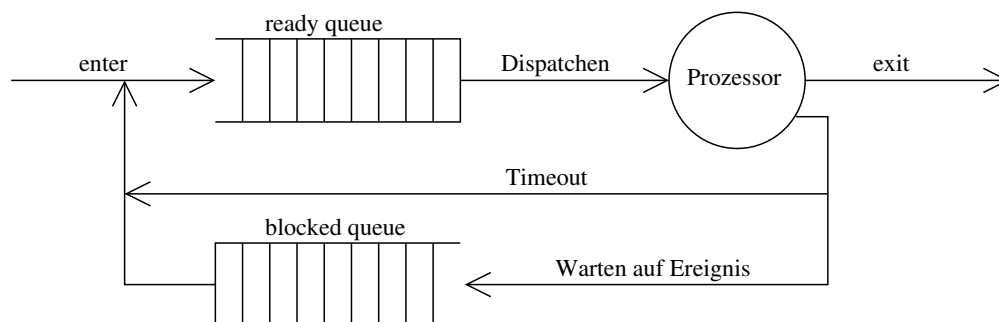 ready queue
enter
Dispatchen
Prozessor
exit
Timeout
blocked queue
Warten auf Ereignis